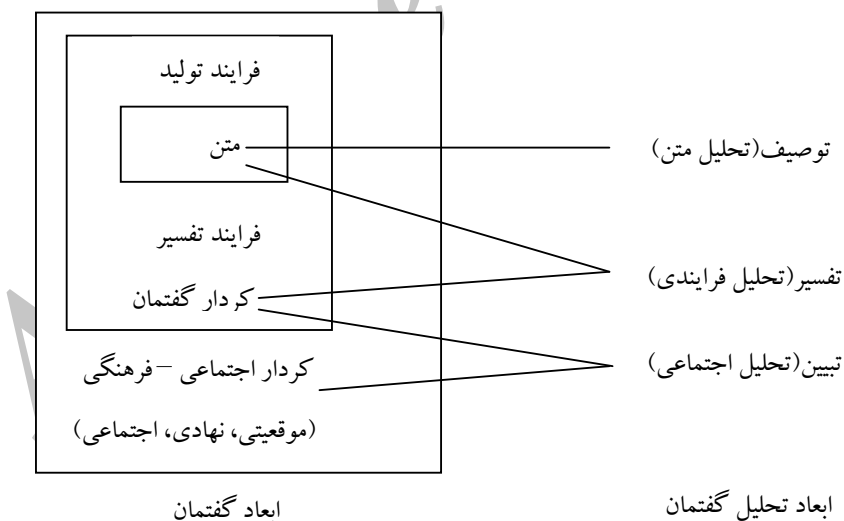 فرایند تولید
متن
توصیف(تحلیل متن)
فرایند تفسیر
تفسیر(تحلیل فرایندی)
کردار گفتمان
کردار اجتماعی – فرهنگی
تبیین(تحلیل اجتماعی)
(موقعیتی، نهادی، اجتماعی)
ابعاد گفتمان
ابعاد تحلیل گفتمان